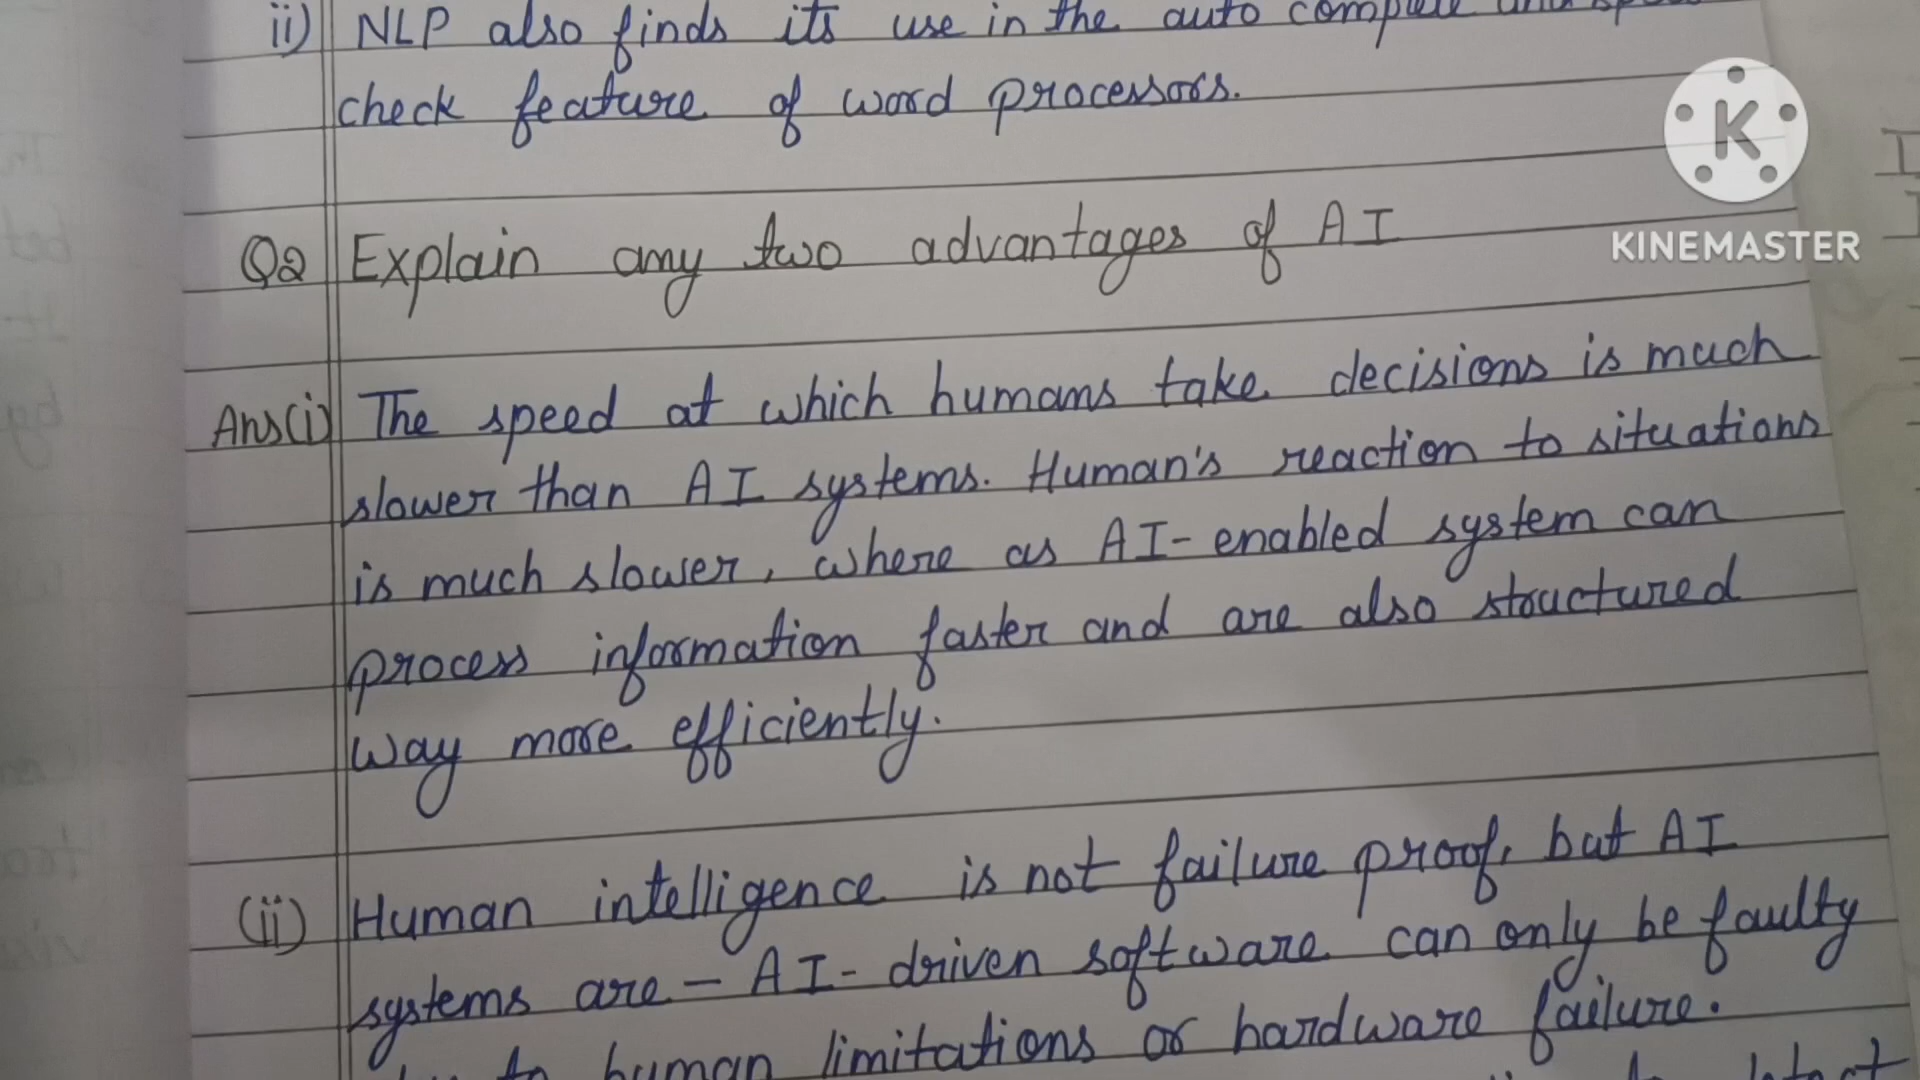 ii) NLP also finds its use in the auto complete and
check feature of word processors.
KINEMASTER
Q2 Explain any two advantages of AI
Ans(i) The speed at which humans take decisions is much
slower than AI systems. Human's reaction to situations
is much slower, where as AI-enabled system can
process information faster and are also structured
way more efficiently.
(ii) Human intelligence is not failure proof, but AI
systems are - AI-driven software can only be faulty
to human limitations or hardware failure.